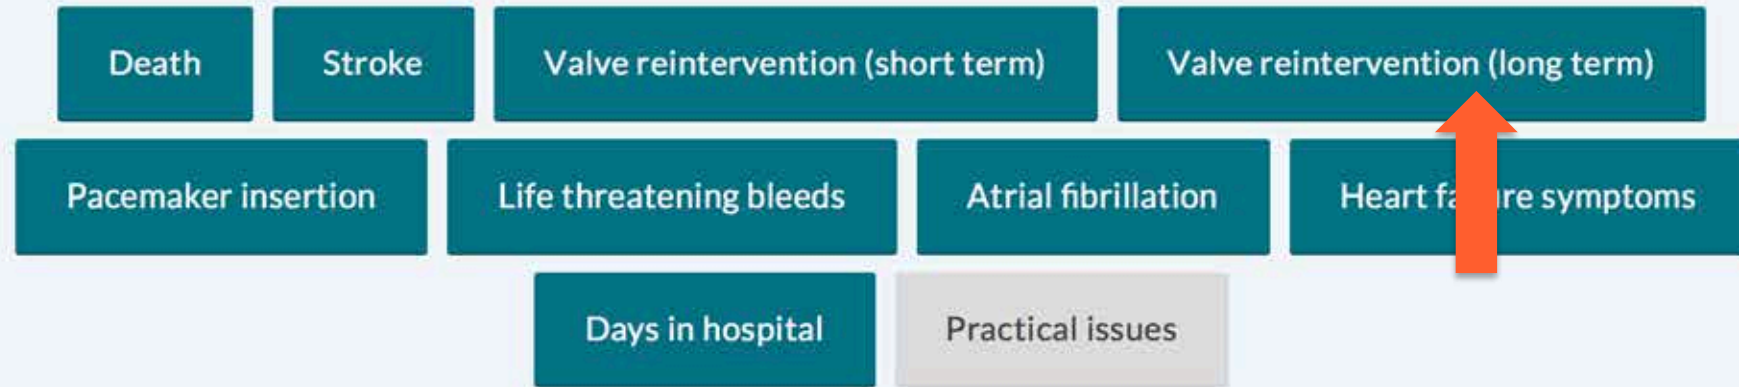 Death Stroke Valve reintervention (short term) Valve reintervention (long term)
Pacemaker insertion Life threatening bleeds Atrial fibrillation Heart failure symptoms
Days in hospital Practical issues